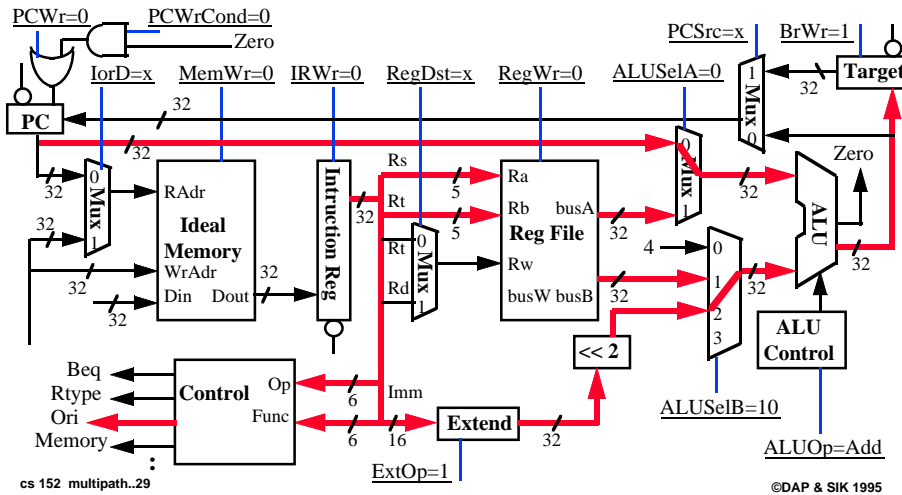 PCWr=0
PCWrCond=0
Zero
PCSrc=x
BrWr=1
IorD=x
MemWr=0
IRWr=0
RegDst=x
RegWr=0
ALUSelA=0
1
Mux
0
32
Target
32
PC
32
32
32
0
Mux
1
RAdr
Ideal
Memory
WrAdr
Din
Dout
32
32
32
32
Intruction Reg
32
Rs
5
Rt
5
Rt
0
Mux
1
Rd
Ra
Rb
busA
Reg File
Rw
busW
busB
32
32
0
Mux
1
32
4
0
1
2
3
32
Zero
ALU
32
<< 2
ALU
Control
Beq
Rtype
Ori
Memory
:
Control
Op
Func
6
6
Imm
16
Extend
32
ExtOp=1
ALUSelB=10
ALUOp=Add
cs 152 multipath..29
©DAP & SIK 1995